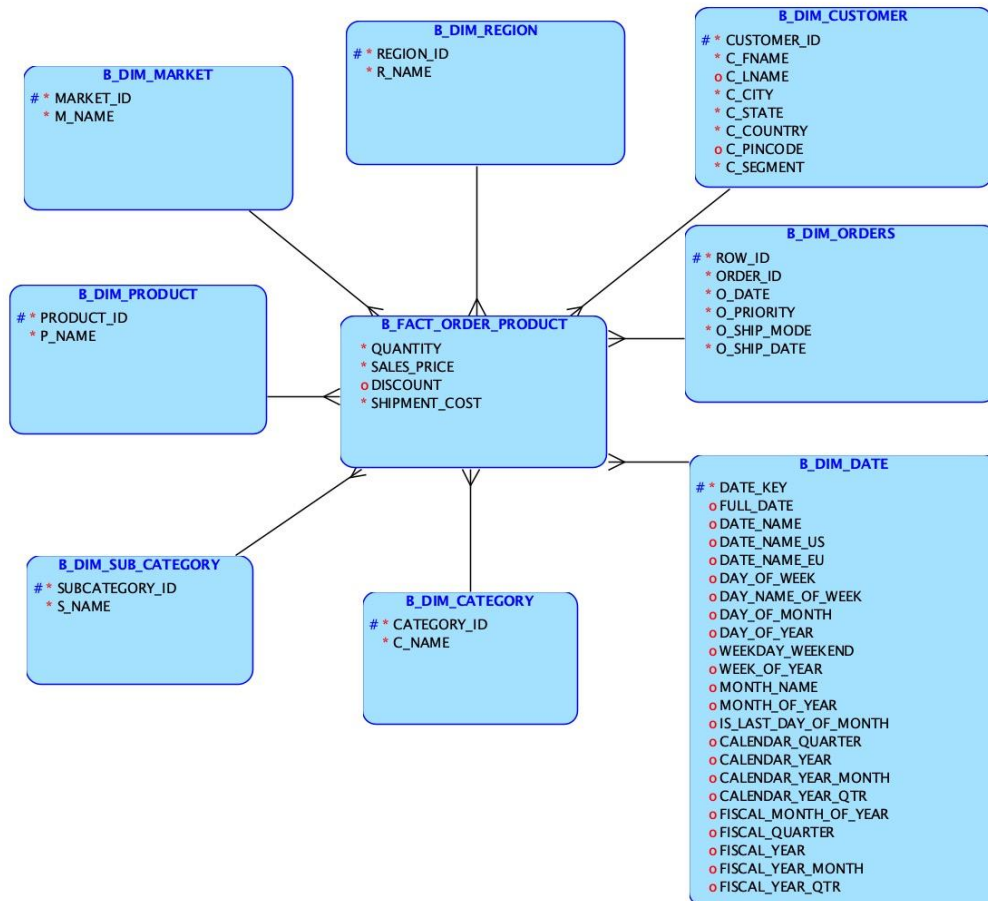 B_DIM_MARKET
# * MARKET_ID
* M_NAME
B_DIM_REGION
# * REGION_ID
* R_NAME
B_DIM_CUSTOMER
# * CUSTOMER_ID
* C_FNAME
o C_LNAME
* C_CITY
* C_STATE
* C_COUNTRY
o C_PINCODE
* C_SEGMENT
B_DIM_PRODUCT
# * PRODUCT_ID
* P_NAME
B_FACT_ORDER_PRODUCT
* QUANTITY
* SALES_PRICE
o DISCOUNT
* SHIPMENT_COST
B_DIM_ORDERS
# * ROW_ID
* ORDER_ID
* O_DATE
* O_PRIORITY
* O_SHIP_MODE
* O_SHIP_DATE
B_DIM_SUB_CATEGORY
# * SUBCATEGORY_ID
* S_NAME
B_DIM_CATEGORY
# * CATEGORY_ID
* C_NAME
B_DIM_DATE
# * DATE_KEY
o FULL_DATE
o DATE_NAME
o DATE_NAME_US
o DATE_NAME_EU
o DAY_OF_WEEK
o DAY_NAME_OF_WEEK
o DAY_OF_MONTH
o DAY_OF_YEAR
o WEEKDAY_WEEKEND
o WEEK_OF_YEAR
o MONTH_NAME
o MONTH_OF_YEAR
o IS_LAST_DAY_OF_MONTH
o CALENDAR_QUARTER
o CALENDAR_YEAR
o CALENDAR_YEAR_MONTH
o CALENDAR_YEAR_QTR
o FISCAL_MONTH_OF_YEAR
o FISCAL_QUARTER
o FISCAL_YEAR
o FISCAL_YEAR_MONTH
o FISCAL_YEAR_QTR